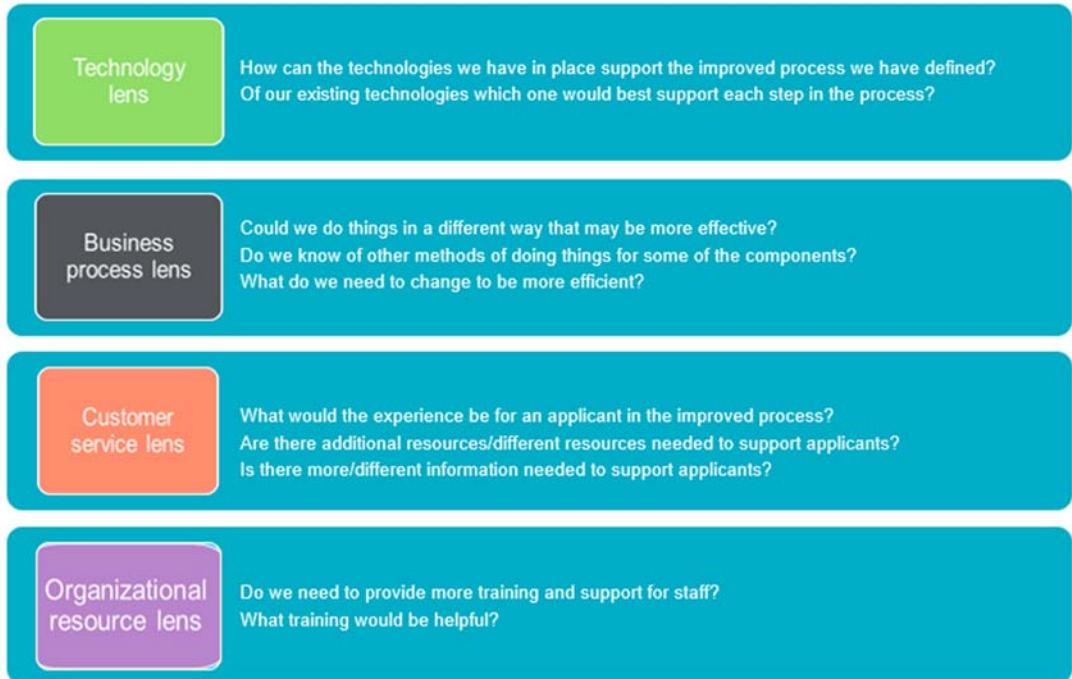 Technology
lens
How can the technologies we have in place support the improved process we have defined?
Of our existing technologies which one would best support each step in the process?
Business
process lens
Could we do things in a different way that may be more effective?
Do we know of other methods of doing things for some of the components?
What do we need to change to be more efficient?
Customer
service lens
What would the experience be for an applicant in the improved process?
Are there additional resources/different resources needed to support applicants?
Is there more/different information needed to support applicants?
Organizational
resource lens
Do we need to provide more training and support for staff?
What training would be helpful?